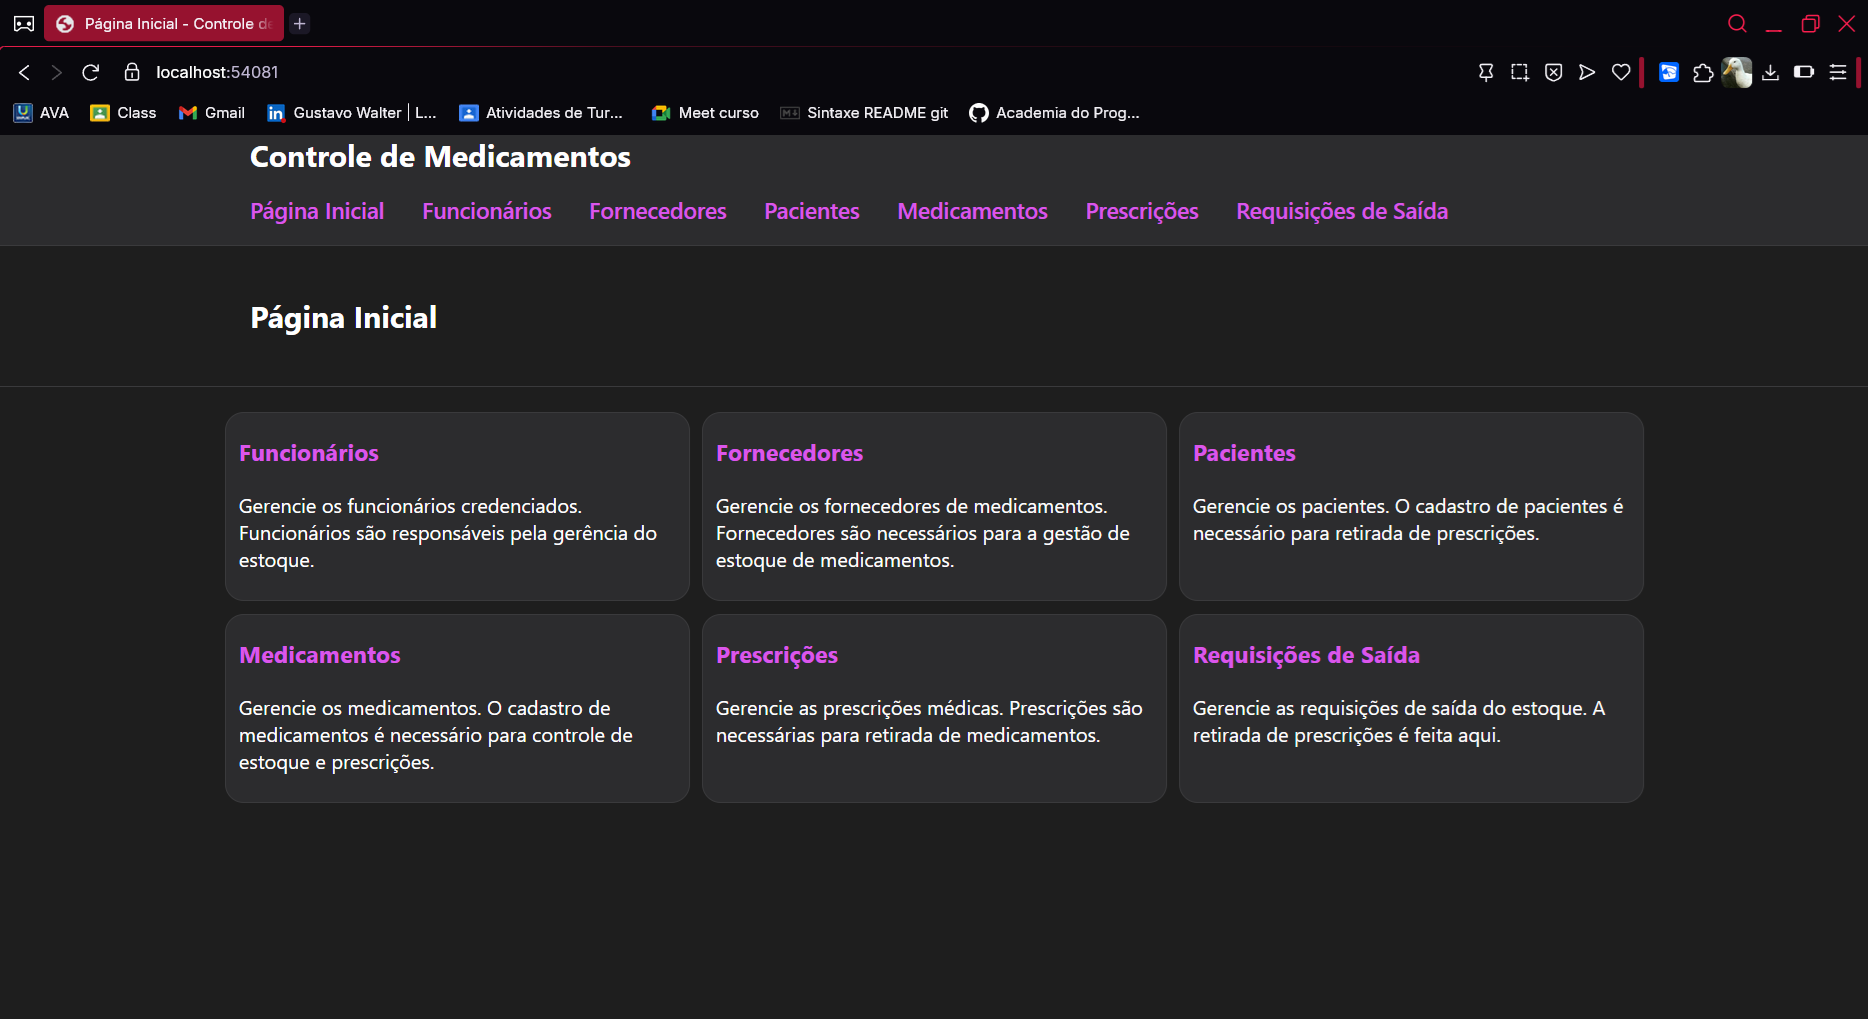 Página Inicial - Controle de
localhost:54081
AVA Class Gmail Gustavo Walter | L... Atividades de Tur... Meet curso Sintaxe README git Academia do Prog...
Controle de Medicamentos
Página Inicial Funcionários Fornecedores Pacientes Medicamentos Prescrições Requisições de Saída
Página Inicial
Funcionários
Gerencie os funcionários credenciados.
Funcionários são responsáveis pela gerência do
estoque.
Fornecedores
Gerencie os fornecedores de medicamentos.
Fornecedores são necessários para a gestão de
estoque de medicamentos.
Pacientes
Gerencie os pacientes. O cadastro de pacientes é
necessário para retirada de prescrições.
Medicamentos
Gerencie os medicamentos. O cadastro de
medicamentos é necessário para controle de
estoque e prescrições.
Prescrições
Gerencie as prescrições médicas. Prescrições são
necessárias para retirada de medicamentos.
Requisições de Saída
Gerencie as requisições de saída do estoque. A
retirada de prescrições é feita aqui.